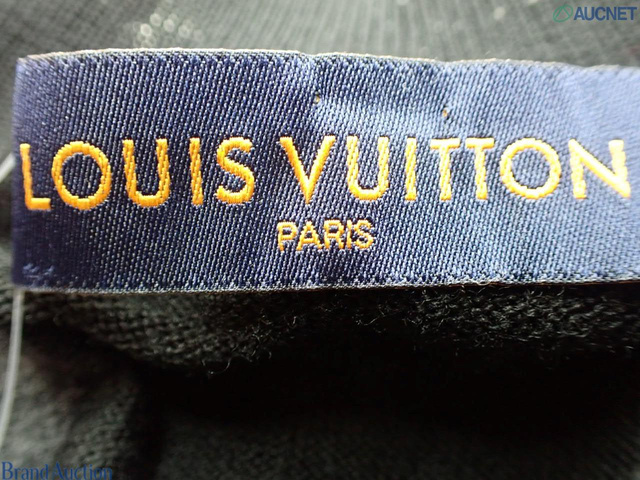 AUCNET
LOUIS VUITTON
PARIS
Brand Auction